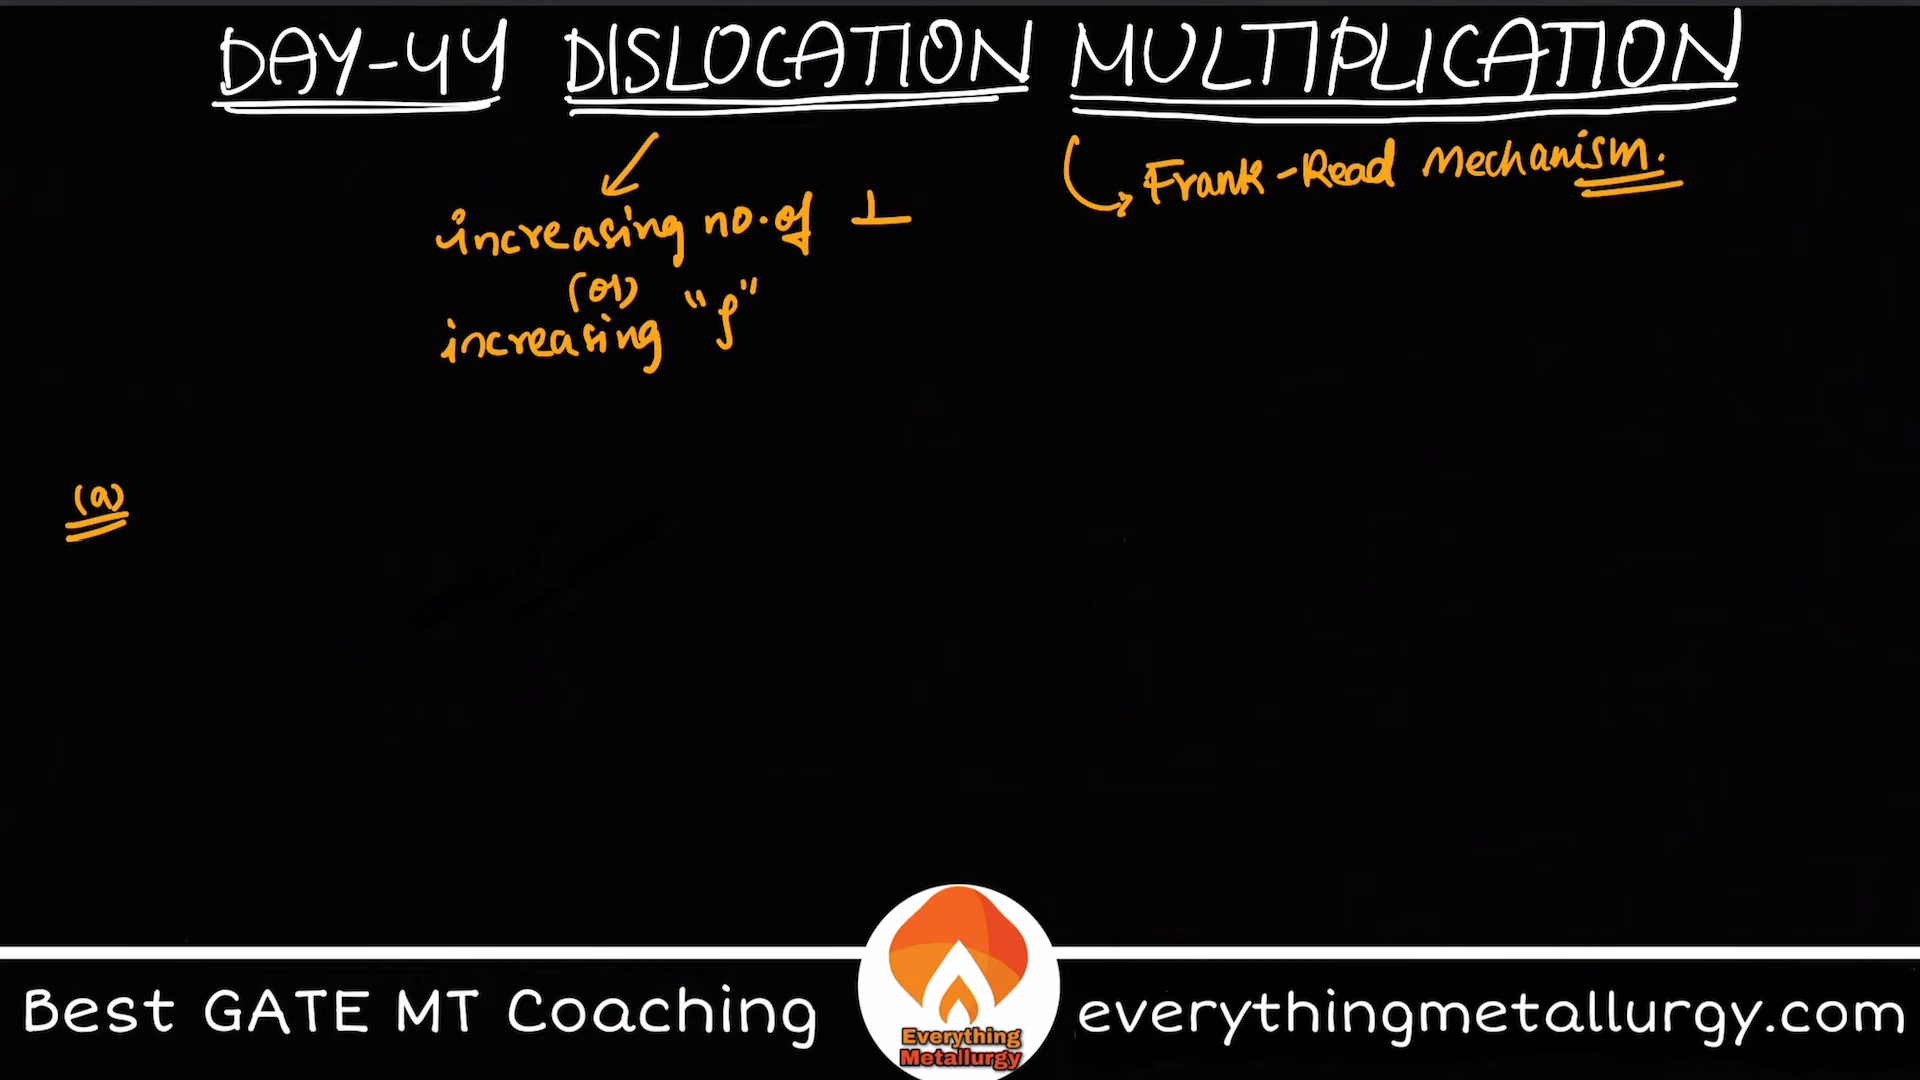 DAY-44 DISLOCATION MULTIPLICATION
Frank-Read Mechanism.
increasing no. of ⊥
(or)
increasing "ρ"
(a)
Best GATE MT Coaching
Everything
Metallurgy
everythingmetallurgy.com